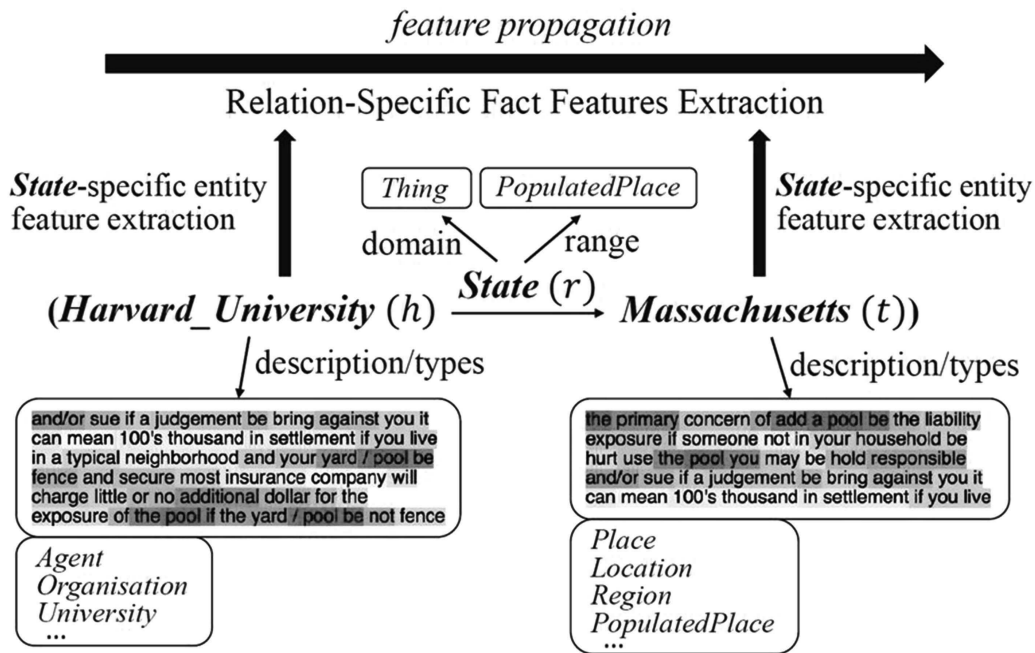 feature propagation
Relation-Specific Fact Features Extraction
State-specific entity
feature extraction
Thing
PopulatedPlace
State-specific entity
feature extraction
domain
range
State (r)
(Harvard_University (h)
Massachusetts (t))
description/types
description/types
and/or sue if a judgement be bring against you it
can mean 100's thousand in settlement if you live
in a typical neighborhood and your yard / pool be
fence and secure most insurance company will
charge little or no additional dollar for the
exposure of the pool if the yard / pool be not fence
the primary concern of add a pool be the liability
exposure if someone not in your household be
hurt use the pool you may be hold responsible
and/or sue if a judgement be bring against you it
can mean 100's thousand in settlement if you live
Agent
Organisation
University
...
Place
Location
Region
PopulatedPlace
...